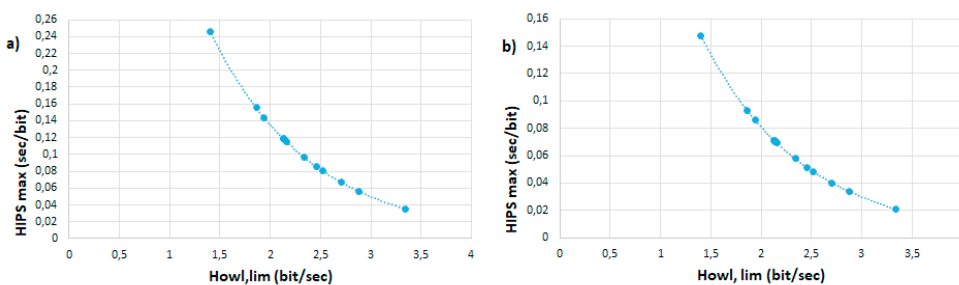 a)
HIPS max (sec/bit)
0,26
0,24
0,22
0,2
0,18
0,16
0,14
0,12
0,1
0,08
0,06
0,04
0,02
0
0 0,5 1 1,5 2 2,5 3 3,5 4
Howl,lim (bit/sec)
b)
HIPS max (sec/bit)
0,16
0,14
0,12
0,1
0,08
0,06
0,04
0,02
0
0 0,5 1 1,5 2 2,5 3 3,5
Howl, lim (bit/sec)